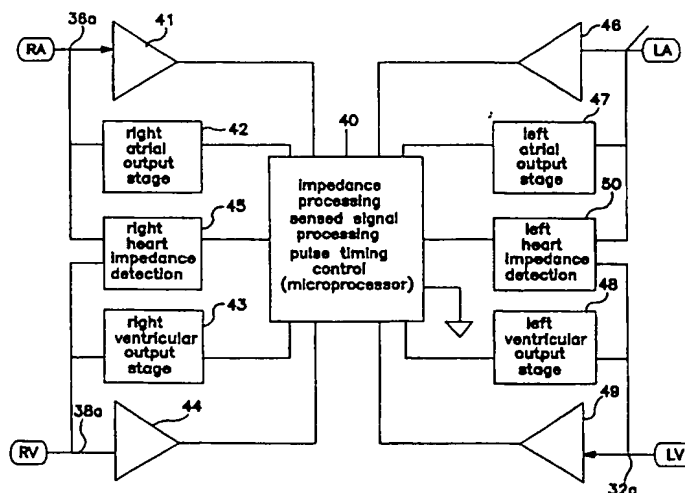 36a
41
46
RA
LA
42
47
right
atrial
output
stage
40
left
atrial
output
stage
impedance
processing
sensed signal
processing
pulse timing
control
(microprocessor)
45
50
right
heart
impedance
detection
left
heart
impedance
detection
43
48
right
ventricular
output
stage
left
ventricular
output
stage
44
49
38a
RV
LV
32a